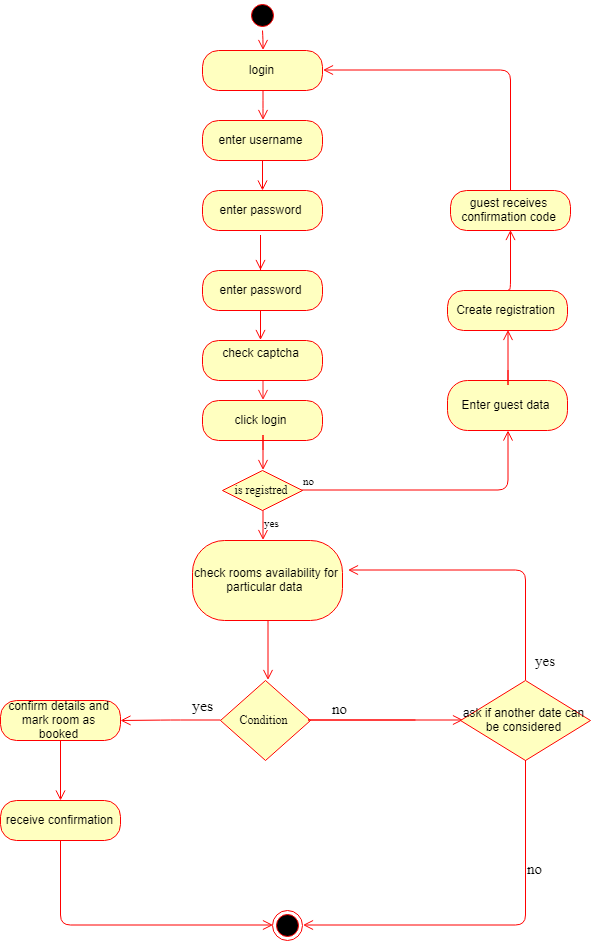 login
enter username
enter password
guest receives
confirmation code
enter password
Create registration
check captcha
Enter guest data
click login
is registred
no
yes
check rooms availability for
particular data
yes
confirm details and
mark room as
booked
yes
Condition
no
ask if another date can
be considered
receive confirmation
no